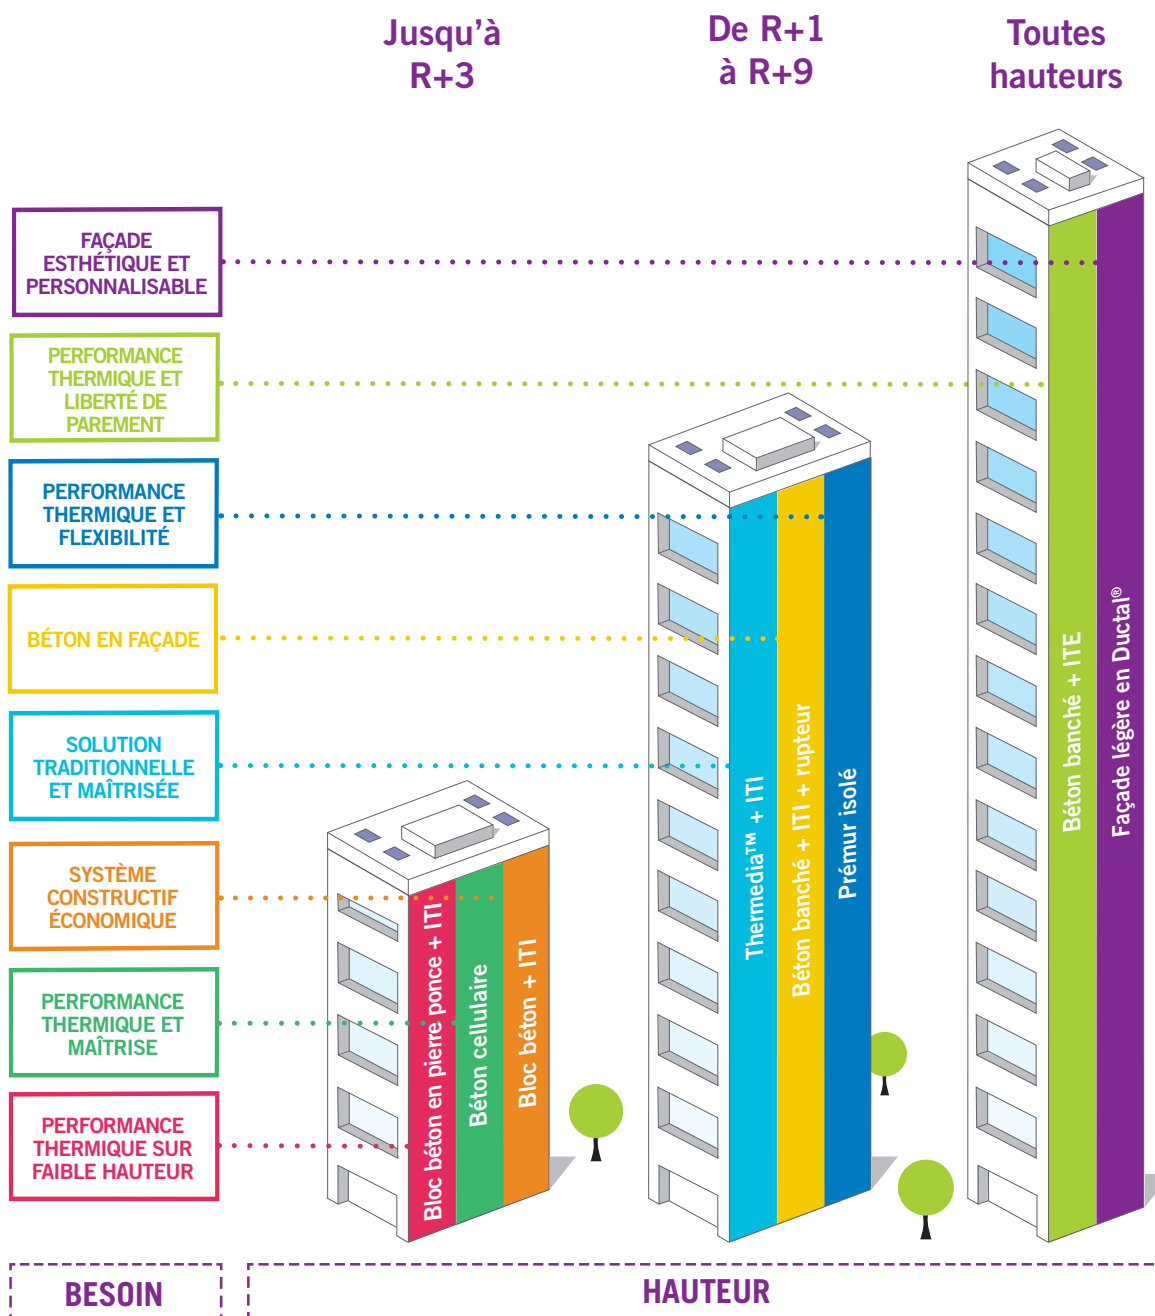 Jusqu'à
R+3
De R+1
à R+9
Toutes
hauteurs
FAÇADE
ESTHÉTIQUE ET
PERSONNALISABLE
PERFORMANCE
THERMIQUE ET
LIBERTÉ DE
PAREMENT
PERFORMANCE
THERMIQUE ET
FLEXIBILITÉ
BÉTON EN FAÇADE
SOLUTION
TRADITIONNELLE
ET MAÎTRISÉE
SYSTÈME
CONSTRUCTIF
ÉCONOMIQUE
PERFORMANCE
THERMIQUE ET
MAÎTRISE
PERFORMANCE
THERMIQUE SUR
FAIBLE HAUTEUR
Bloc béton en pierre ponce + ITI
Béton cellulaire
Bloc béton + ITI
Thermedia™ + ITI
Béton banché + ITI + rupteur
Prémur isolé
Béton banché + ITE
Façade légère en Ductal®
BESOIN
HAUTEUR